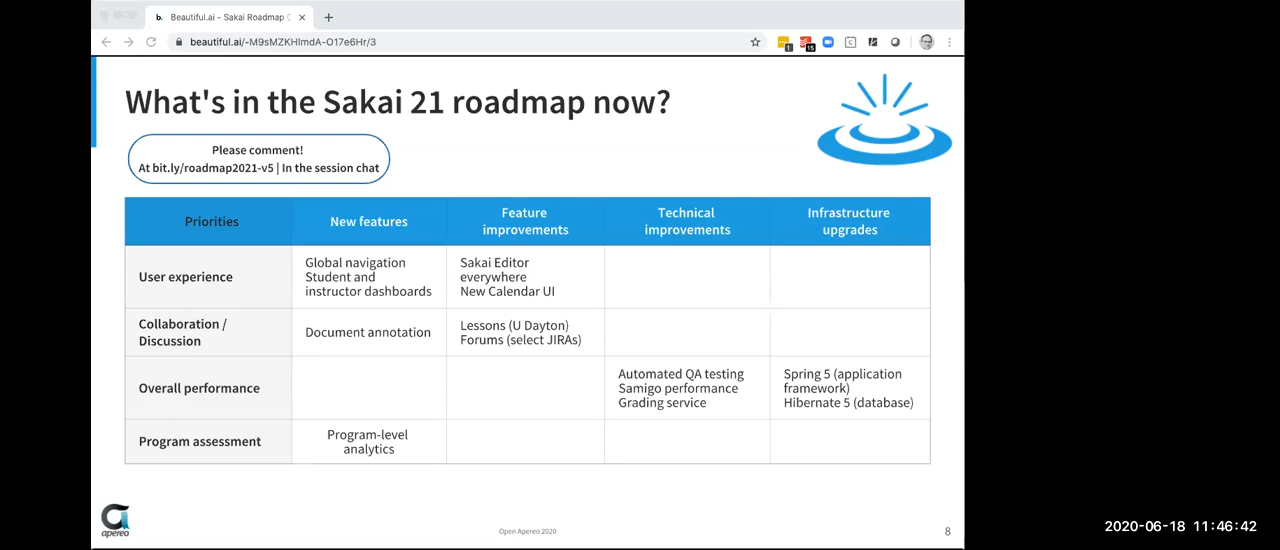 b. Beautiful.ai - Sakai Roadmap
beautiful.ai/-M9sMZKHlmdA-O17e6Hr/3
1
15
What's in the Sakai 21 roadmap now?
Please comment!
At bit.ly/roadmap2021-v5 | In the session chat
Priorities
New features
Feature
improvements
Technical
improvements
Infrastructure
upgrades
User experience
Global navigation
Student and
instructor dashboards
Sakai Editor
everywhere
New Calendar UI
Collaboration /
Discussion
Document annotation
Lessons (U Dayton)
Forums (select JIRAs)
Overall performance
Automated QA testing
Samigo performance
Grading service
Spring 5 (application
framework)
Hibernate 5 (database)
Program assessment
Program-level
analytics
apereo
Open Apereo 2020
8
2020-06-18 11:46:42